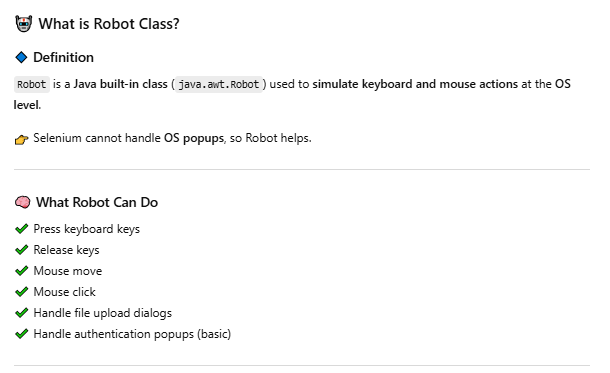 What is Robot Class?
Definition
Robot is a Java built-in class (java.awt.Robot) used to simulate keyboard and mouse actions at the OS
level.
Selenium cannot handle OS popups, so Robot helps.
What Robot Can Do
Press keyboard keys
Release keys
Mouse move
Mouse click
Handle file upload dialogs
Handle authentication popups (basic)